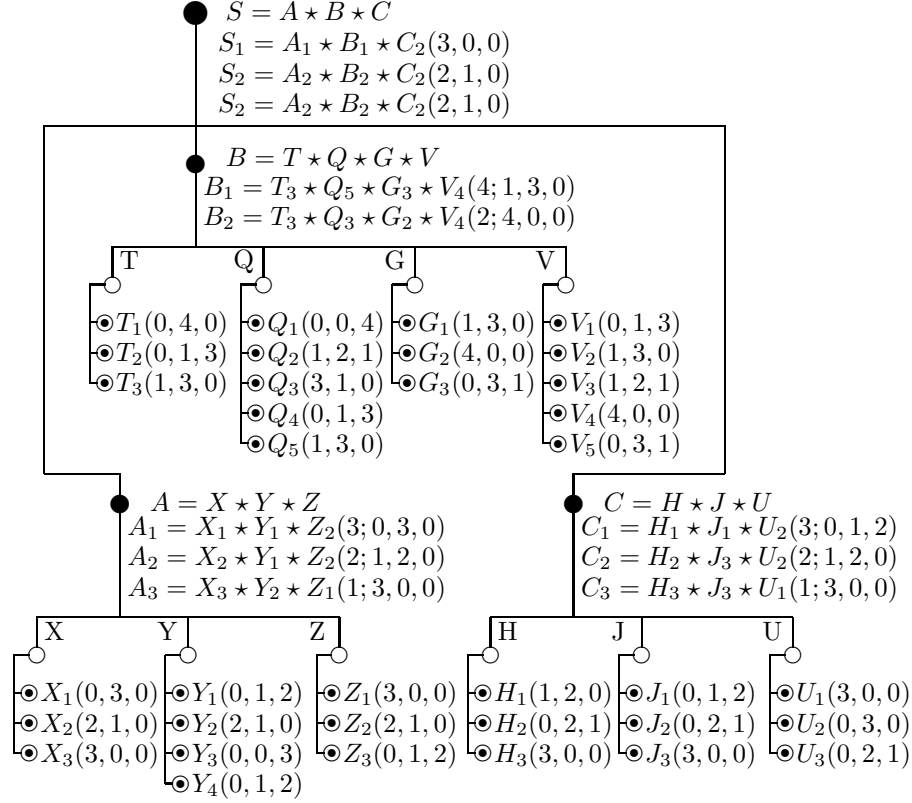 S = A ⋆ B ⋆ C
S₁ = A₁ ⋆ B₁ ⋆ C₂(3, 0, 0)
S₂ = A₂ ⋆ B₂ ⋆ C₂(2, 1, 0)
S₂ = A₂ ⋆ B₂ ⋆ C₂(2, 1, 0)
B = T ⋆ Q ⋆ G ⋆ V
B₁ = T₃ ⋆ Q₅ ⋆ G₃ ⋆ V₄(4; 1, 3, 0)
B₂ = T₃ ⋆ Q₃ ⋆ G₂ ⋆ V₄(2; 4, 0, 0)
T Q G V
T₁(0, 4, 0) Q₁(0, 0, 4) G₁(1, 3, 0) V₁(0, 1, 3)
T₂(0, 1, 3) Q₂(1, 2, 1) G₂(4, 0, 0) V₂(1, 3, 0)
T₃(1, 3, 0) Q₃(3, 1, 0) G₃(0, 3, 1) V₃(1, 2, 1)
Q₄(0, 1, 3) V₄(4, 0, 0)
Q₅(1, 3, 0) V₅(0, 3, 1)
A = X ⋆ Y ⋆ Z
A₁ = X₁ ⋆ Y₁ ⋆ Z₂(3; 0, 3, 0)
A₂ = X₂ ⋆ Y₁ ⋆ Z₂(2; 1, 2, 0)
A₃ = X₃ ⋆ Y₂ ⋆ Z₁(1; 3, 0, 0)
X Y Z
X₁(0, 3, 0) Y₁(0, 1, 2) Z₁(3, 0, 0)
X₂(2, 1, 0) Y₂(2, 1, 0) Z₂(2, 1, 0)
X₃(3, 0, 0) Y₃(0, 0, 3) Z₃(0, 1, 2)
Y₄(0, 1, 2)
C = H ⋆ J ⋆ U
C₁ = H₁ ⋆ J₁ ⋆ U₂(3; 0, 1, 2)
C₂ = H₂ ⋆ J₃ ⋆ U₂(2; 1, 2, 0)
C₃ = H₃ ⋆ J₃ ⋆ U₁(1; 3, 0, 0)
H J U
H₁(1, 2, 0) J₁(0, 1, 2) U₁(3, 0, 0)
H₂(0, 2, 1) J₂(0, 2, 1) U₂(0, 3, 0)
H₃(3, 0, 0) J₃(3, 0, 0) U₃(0, 2, 1)